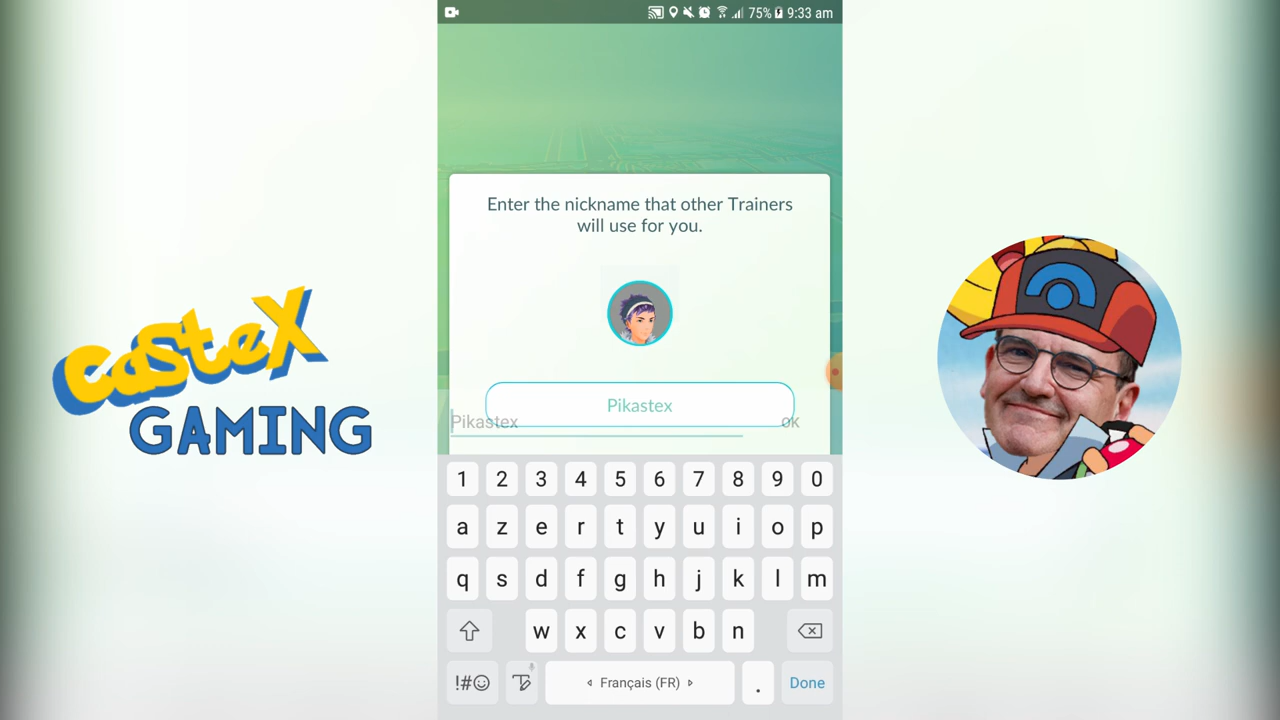 75% 9:33 am
Enter the nickname that other Trainers
will use for you.
Pikastex
Pikastex ok
casteX
GAMING
1 2 3 4 5 6 7 8 9 0
a z e r t y u i o p
q s d f g h j k l m
w x c v b n
!#☺ Français (FR) . Done